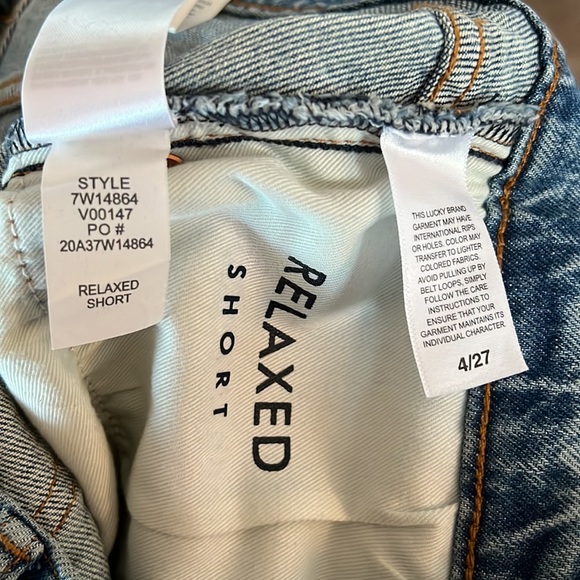 STYLE
7W14864
V00147
PO #
20A37W14864
RELAXED
SHORT
RELAXED
SHORT
THIS LUCKY BRAND
GARMENT MAY HAVE
INTERNATIONAL RIPS
OR HOLES. COLOR MAY
TRANSFER TO LIGHTER
COLORED FABRICS.
AVOID PULLING UP BY
BELT LOOPS, SIMPLY
FOLLOW THE CARE
INSTRUCTIONS TO
ENSURE THAT YOUR
GARMENT MAINTAINS ITS
INDIVIDUAL CHARACTER.
4/27